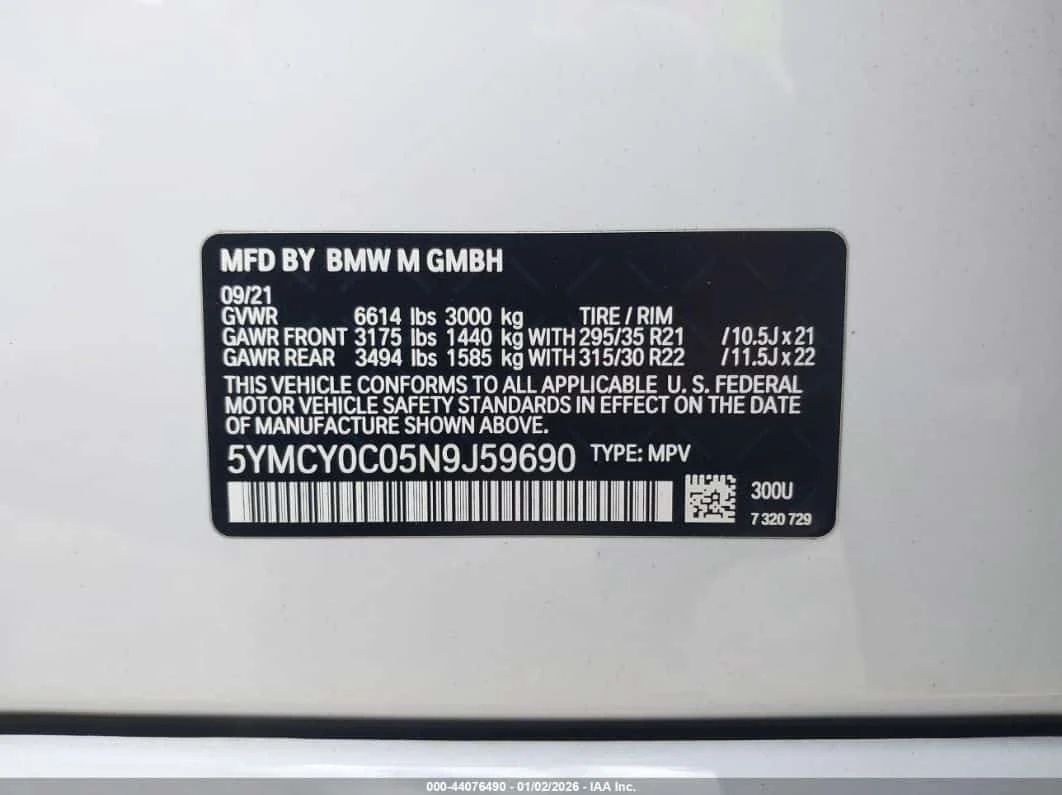 MFD BY BMW M GMBH
09/21
GVWR 6614 lbs 3000 kg TIRE / RIM
GAWR FRONT 3175 lbs 1440 kg WITH 295/35 R21 /10.5J x 21
GAWR REAR 3494 lbs 1585 kg WITH 315/30 R22 /11.5J x 22
THIS VEHICLE CONFORMS TO ALL APPLICABLE U. S. FEDERAL
MOTOR VEHICLE SAFETY STANDARDS IN EFFECT ON THE DATE
OF MANUFACTURE SHOWN ABOVE.
5YMCY0C05N9J59690 TYPE: MPV
300U
7 320 729
000-44076490 - 01/02/2026 - IAA Inc.